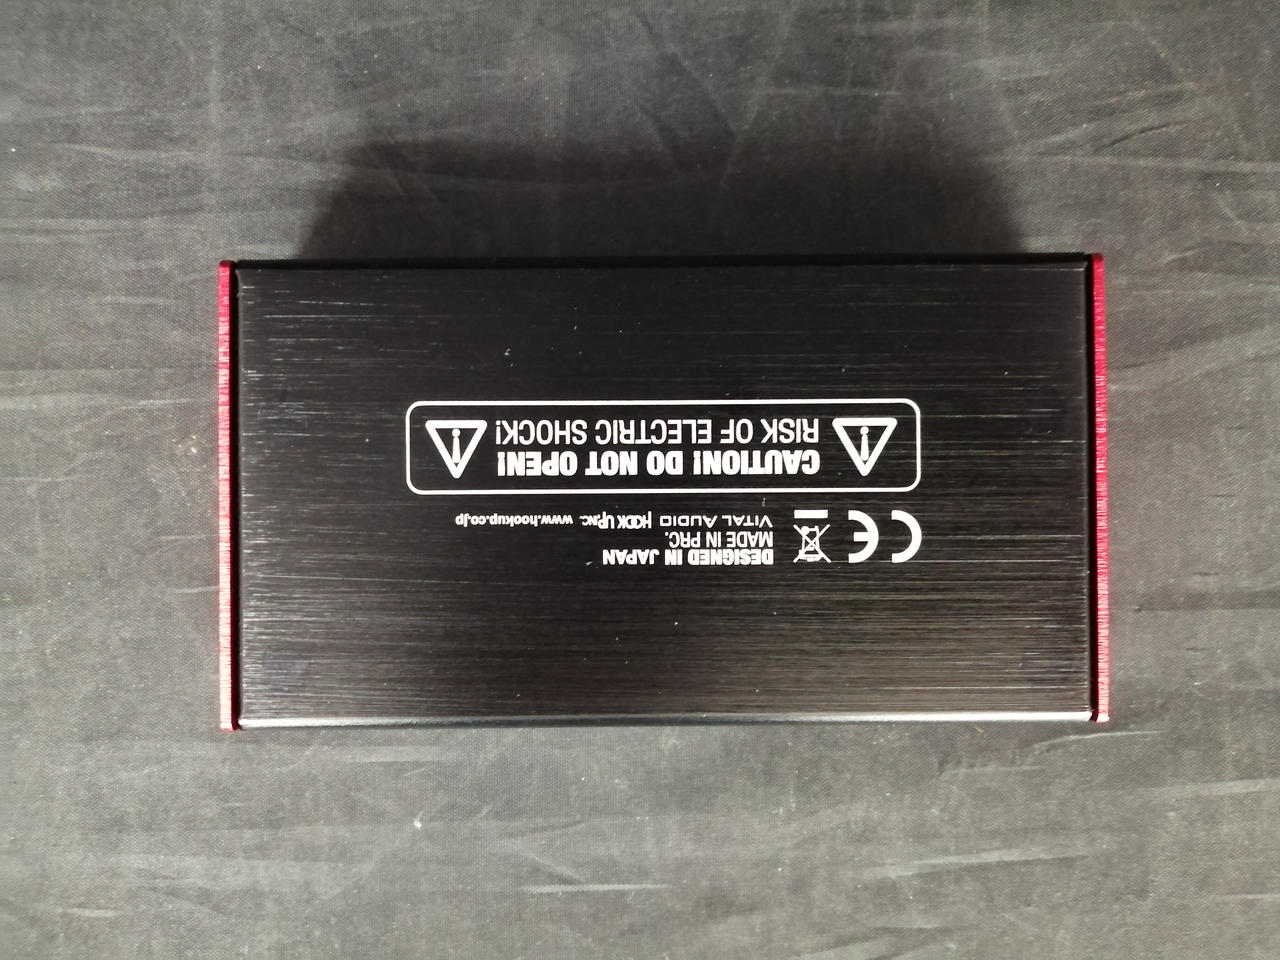 DESIGNED IN JAPAN
MADE IN PRC.
VITAL AUDIO HOOK UP,INC. www.hookup.co.jp
CAUTION! DO NOT OPEN!
RISK OF ELECTRIC SHOCK!